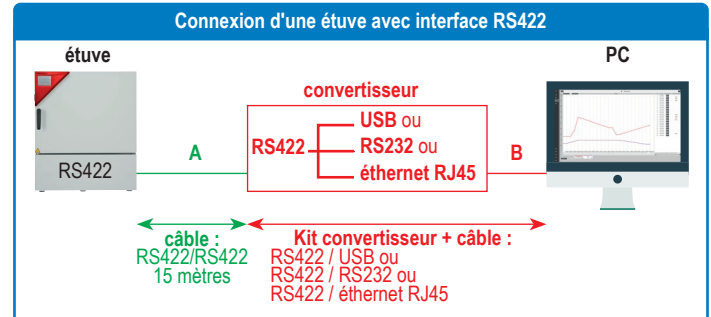 Connexion d'une étuve avec interface RS422
étuve
PC
convertisseur
USB ou
RS422
RS232 ou
éthernet RJ45
A
B
RS422
câble :
RS422/RS422
15 mètres
Kit convertisseur + câble :
RS422 / USB ou
RS422 / RS232 ou
RS422 / éthernet RJ45